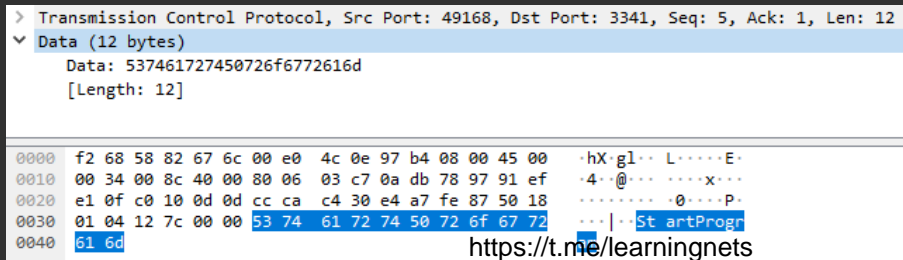 > Transmission Control Protocol, Src Port: 49168, Dst Port: 3341, Seq: 5, Ack: 1, Len: 12
Data (12 bytes)
Data: 537461727450726f6772616d
[Length: 12]
0000 f2 68 58 82 67 6c 00 e0 4c 0e 97 b4 08 00 45 00 ·hX·gl·· L·····E·
0010 00 34 00 8c 40 00 80 06 03 c7 0a db 78 97 91 ef ·4··@··· ····x···
0020 e1 0f c0 10 0d 0d cc ca c4 30 e4 a7 fe 87 50 18 ········ ·0····P·
0030 01 04 12 7c 00 00 53 74 61 72 74 50 72 6f 67 72 ···|··St artProgr
0040 61 6d
https://t.me/learningnets